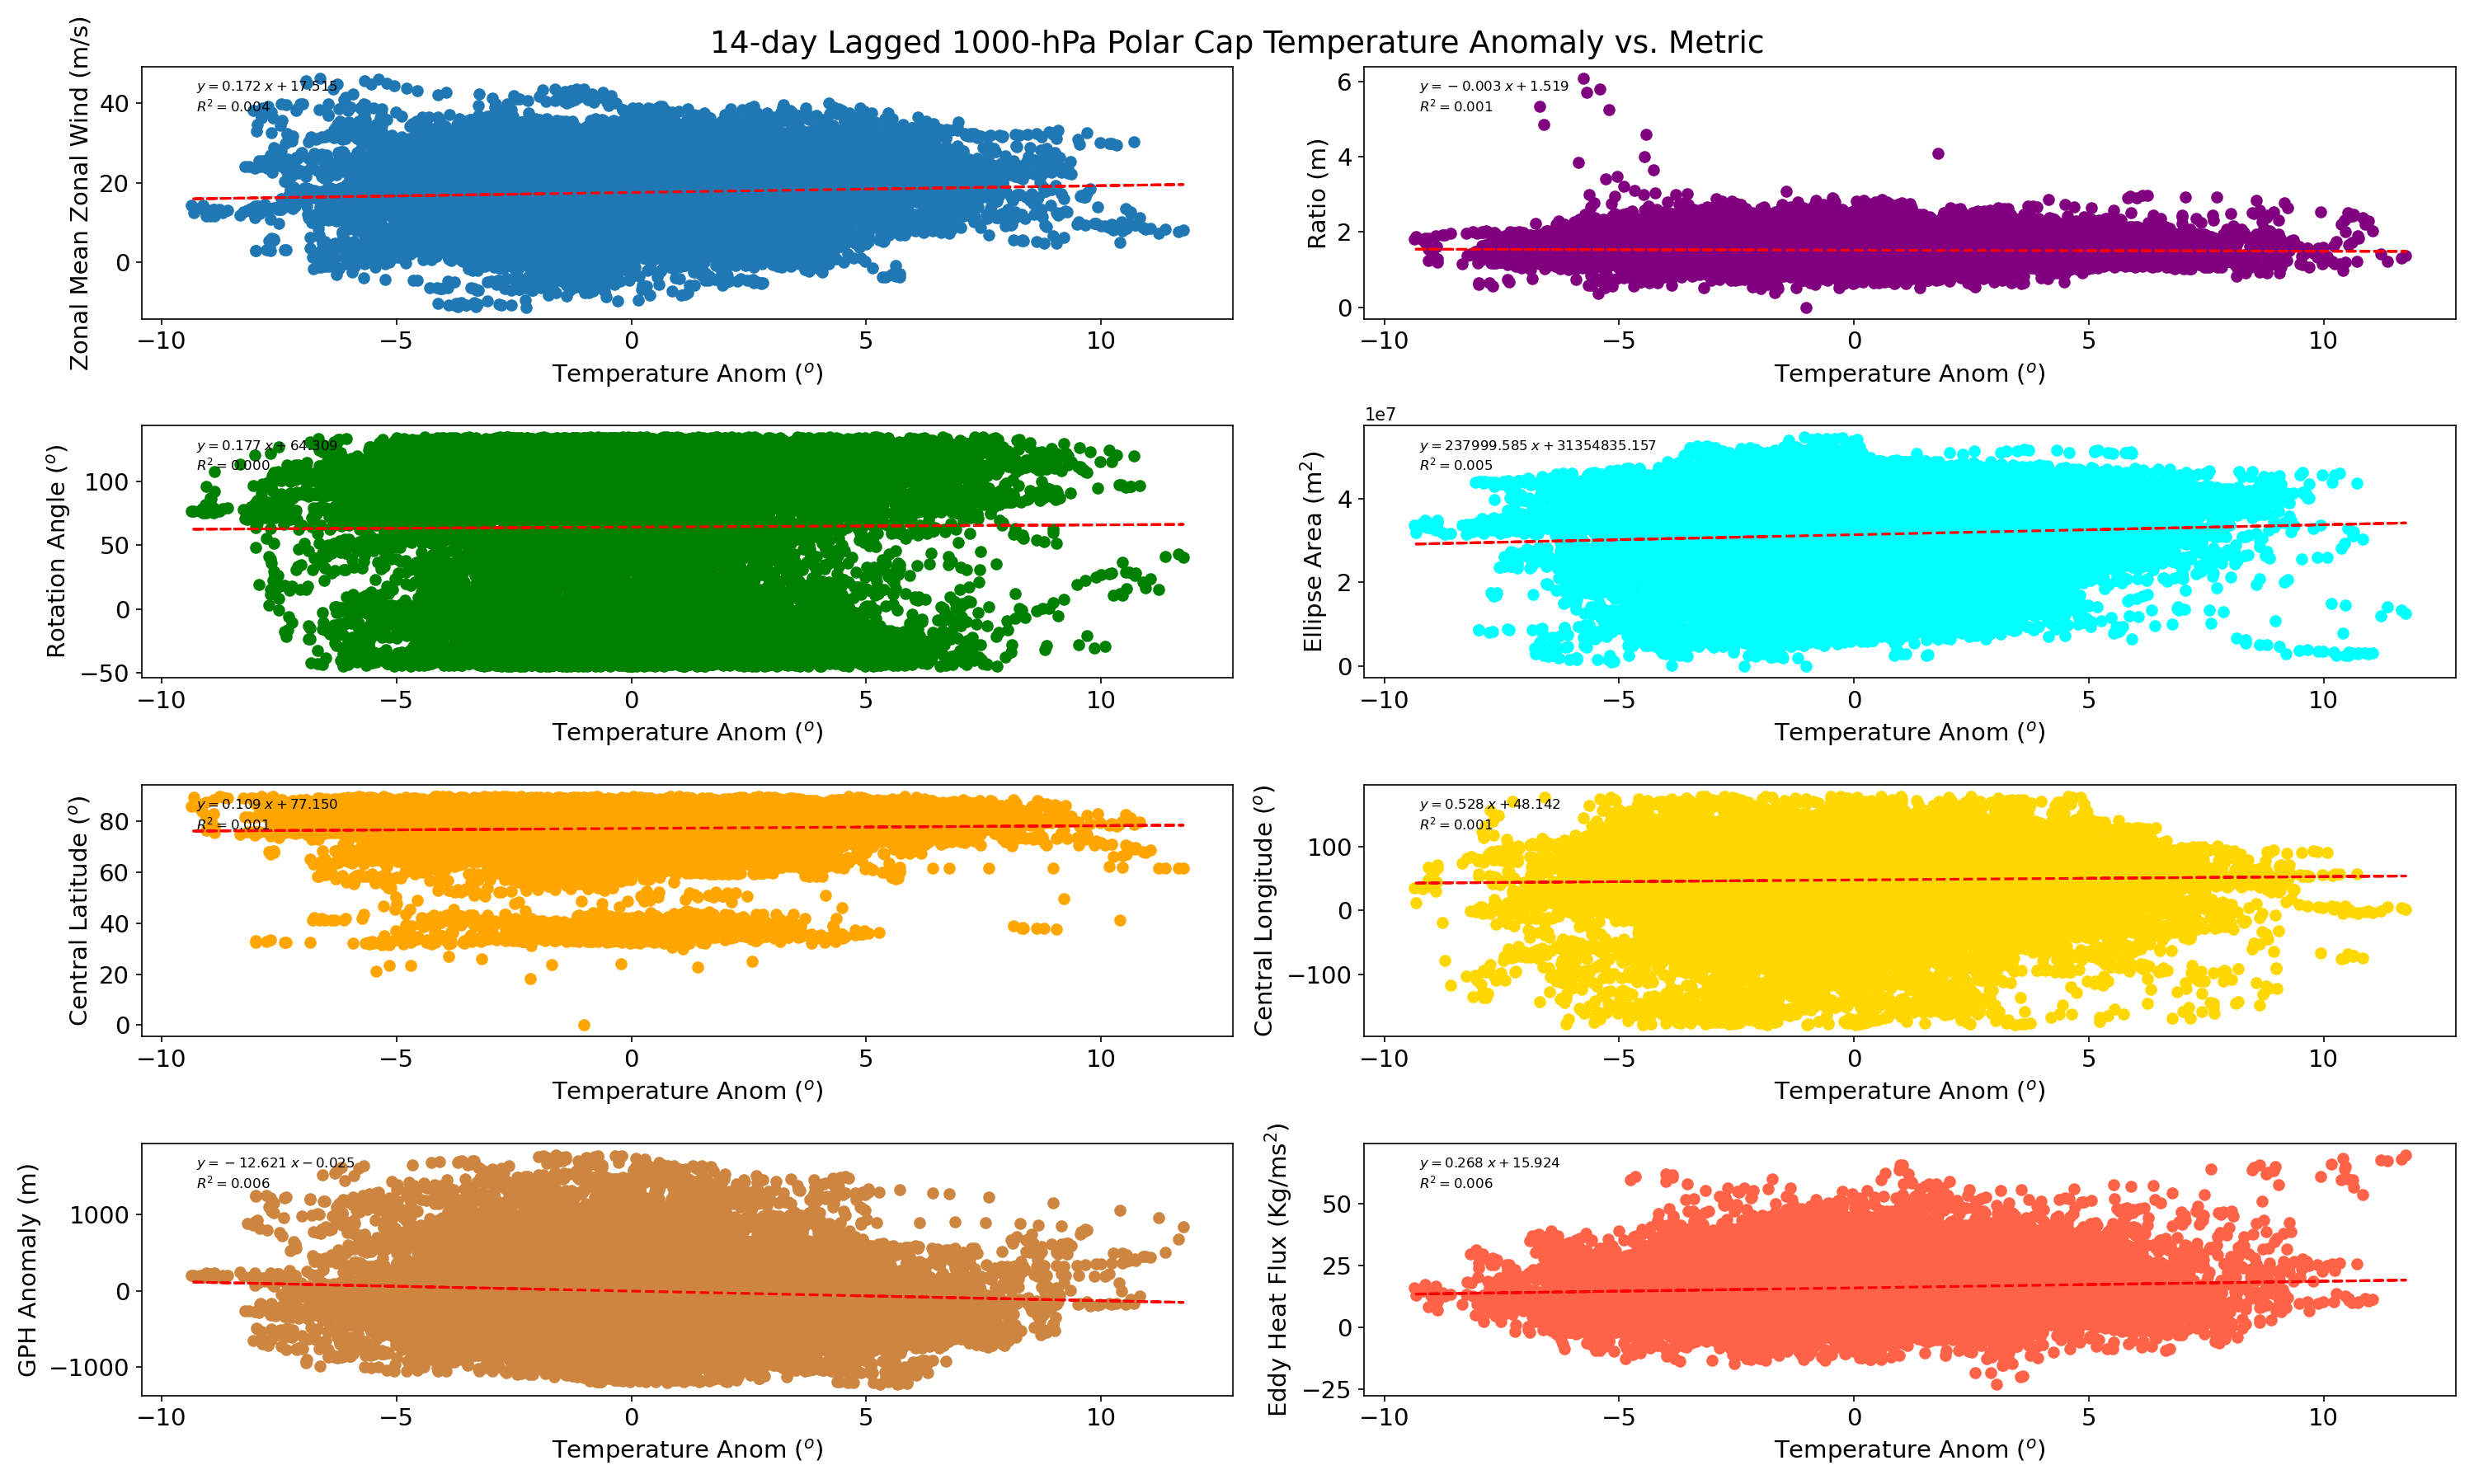 14-day Lagged 1000-hPa Polar Cap Temperature Anomaly vs. Metric
Zonal Mean Zonal Wind (m/s)
y = 0.172 x + 17.515
R² = 0.004
40
20
0
−10 −5 0 5 10
Temperature Anom (°)
Ratio (m)
y = − 0.003 x + 1.519
R² = 0.001
6
4
2
0
−10 −5 0 5 10
Temperature Anom (°)
Rotation Angle (°)
y = 0.177 x + 64.309
R² = 0.000
100
50
0
−50
−10 −5 0 5 10
Temperature Anom (°)
1e7
Ellipse Area (m²)
y = 237999.585 x + 31354835.157
R² = 0.005
4
2
0
−10 −5 0 5 10
Temperature Anom (°)
Central Latitude (°)
y = 0.109 x + 77.150
R² = 0.001
80
60
40
20
0
−10 −5 0 5 10
Temperature Anom (°)
Central Longitude (°)
y = 0.528 x + 48.142
R² = 0.001
100
0
−100
−10 −5 0 5 10
Temperature Anom (°)
GPH Anomaly (m)
y = − 12.621 x − 0.025
R² = 0.006
1000
0
−1000
−10 −5 0 5 10
Temperature Anom (°)
Eddy Heat Flux (Kg/ms²)
y = 0.268 x + 15.924
R² = 0.006
50
25
0
−25
−10 −5 0 5 10
Temperature Anom (°)